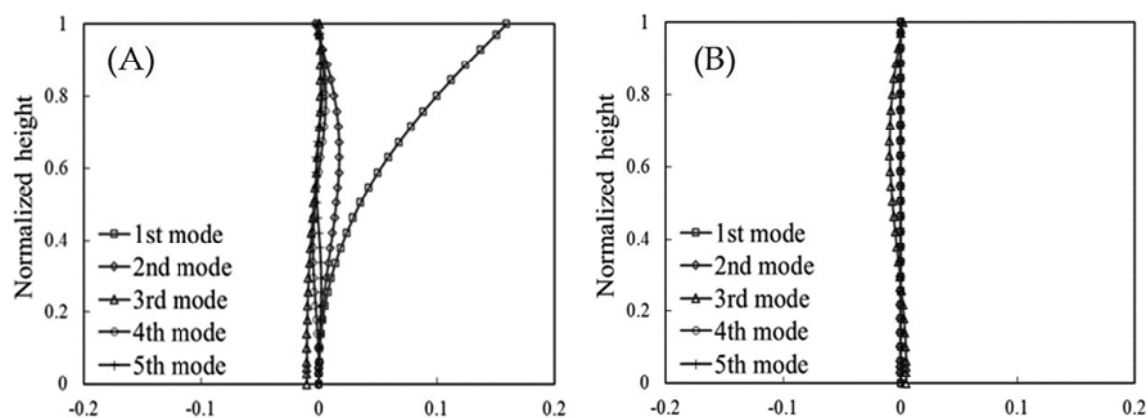 (A)
Normalized height
1
0.8
0.6
0.4
0.2
0
1st mode
2nd mode
3rd mode
4th mode
5th mode
-0.2
-0.1
0
0.1
0.2
(B)
Normalized height
1
0.8
0.6
0.4
0.2
0
1st mode
2nd mode
3rd mode
4th mode
5th mode
-0.2
-0.1
0
0.1
0.2